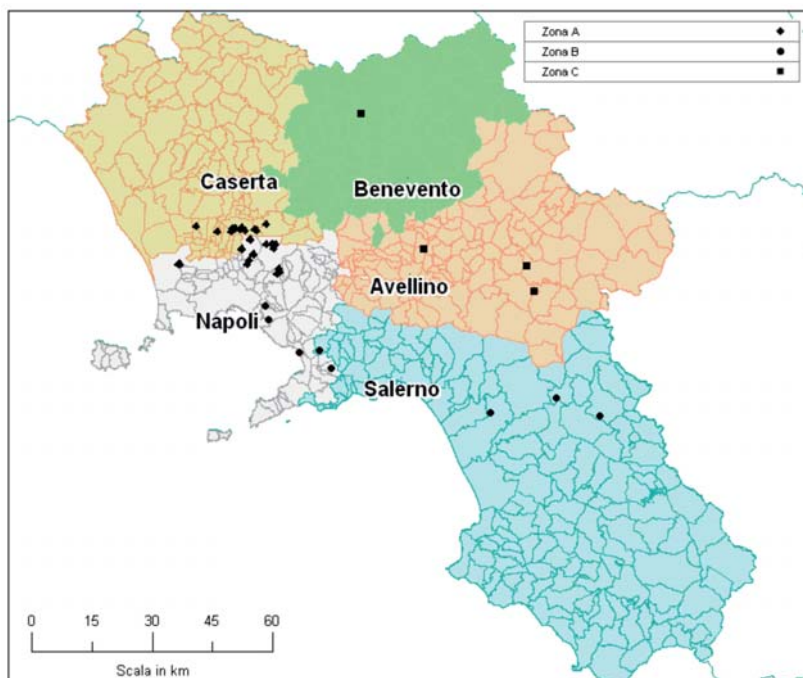 Zona A
Zona B
Zona C
Caserta
Benevento
Avellino
Napoli
Salerno
0 15 30 45 60
Scala in km